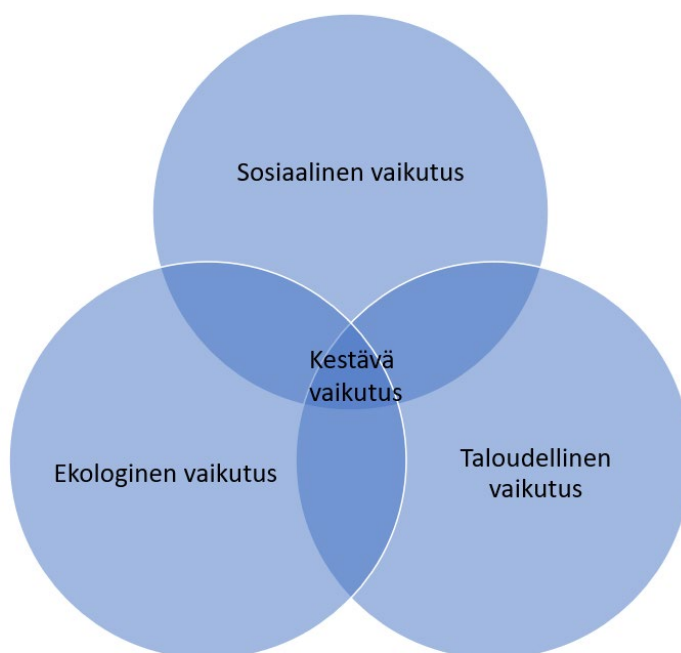 Sosiaalinen vaikutus
Kestävä
vaikutus
Ekologinen vaikutus
Taloudellinen
vaikutus